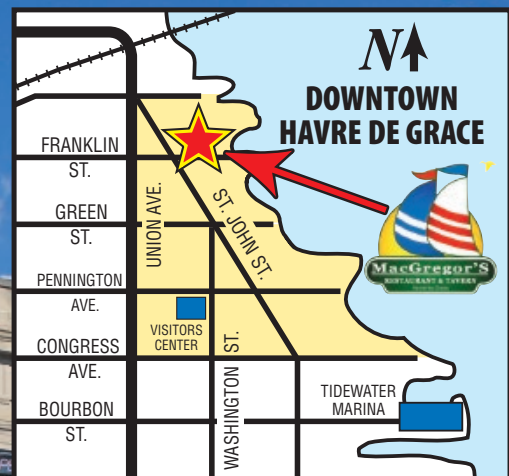 N
DOWNTOWN
HAVRE DE GRACE
FRANKLIN
ST.
GREEN
ST.
UNION AVE.
ST. JOHN ST.
PENNINGTON
AVE.
VISITORS
CENTER
CONGRESS
AVE.
WASHINGTON ST.
BOURBON
ST.
TIDEWATER
MARINA
MacGregor'S
RESTAURANT & TAVERN